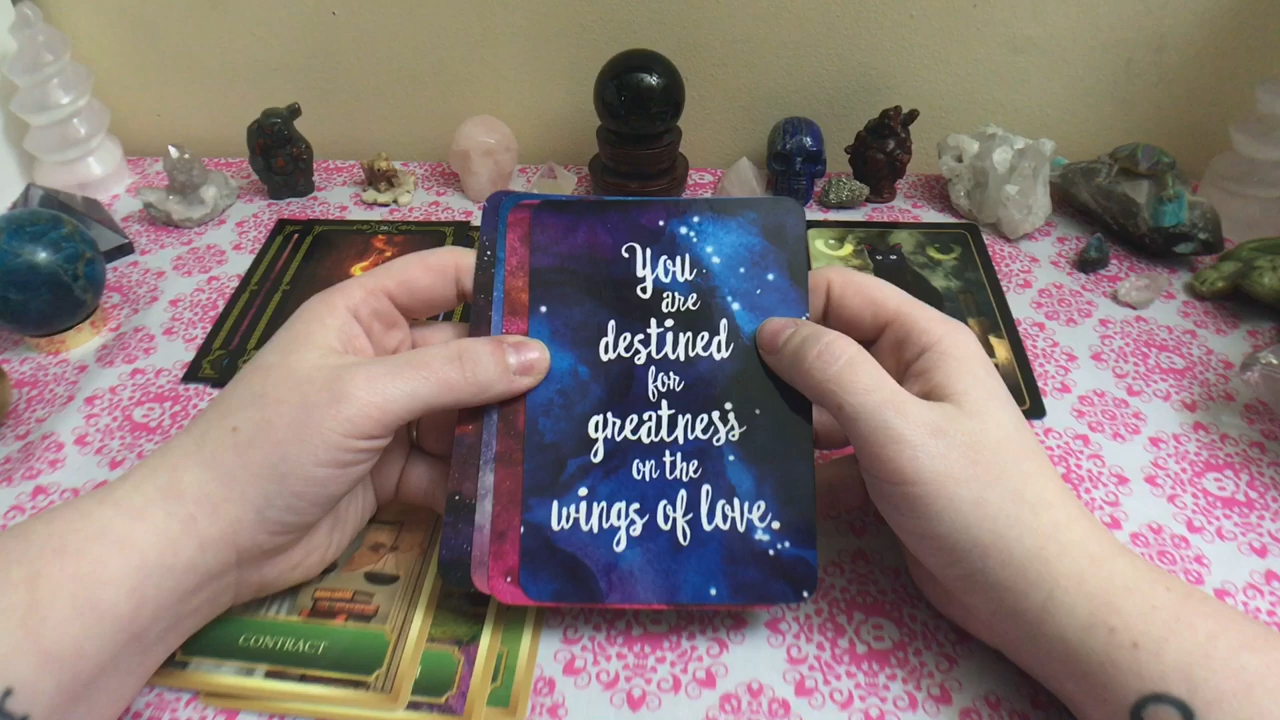 You
are
destined
for
greatness
on the
wings of love.
CONTRACT